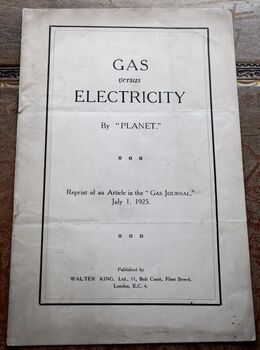 GAS
versus
ELECTRICITY
By "PLANET."
Reprint of an Article in the "Gas Journal,"
July 1, 1925.
Published by
WALTER KING, Ltd., 11, Bolt Court, Fleet Street,
London, E.C. 4.